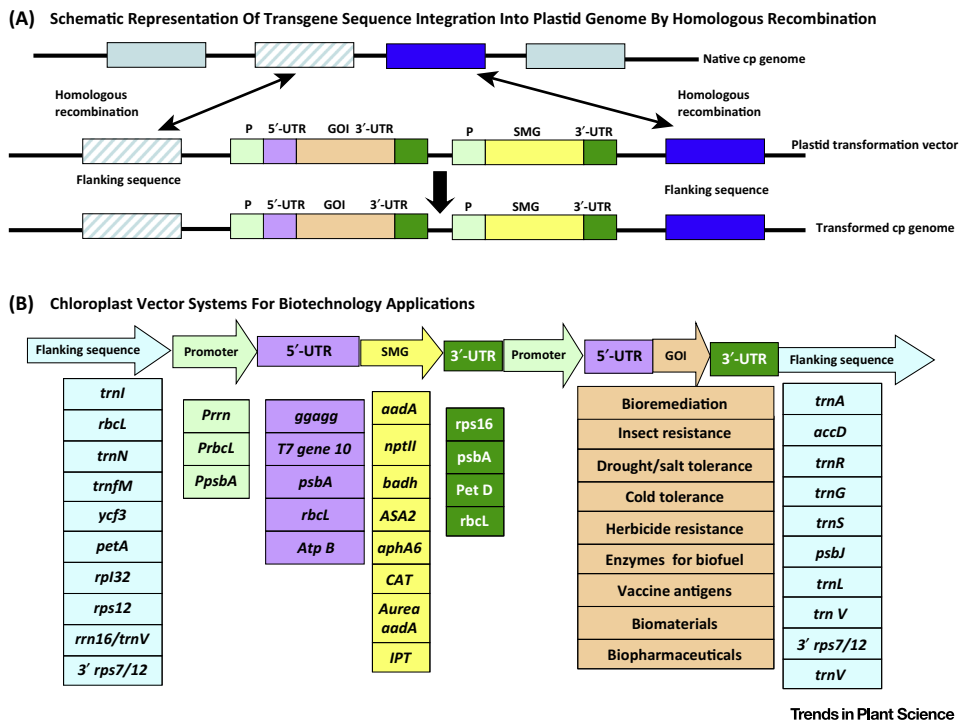 (A) Schematic Representation Of Transgene Sequence Integration Into Plastid Genome By Homologous Recombination
Native cp genome
Homologous recombination
Homologous recombination
P 5′-UTR GOI 3′-UTR P SMG 3′-UTR
Plastid transformation vector
Flanking sequence
Flanking sequence
P 5′-UTR GOI 3′-UTR P SMG 3′-UTR
Transformed cp genome
(B) Chloroplast Vector Systems For Biotechnology Applications
Flanking sequence
Promoter
5′-UTR
SMG
3′-UTR
Promoter
5′-UTR
GOI
3′-UTR
Flanking sequence
trnI
rbcL
trnN
trnfM
ycf3
petA
rpl32
rps12
rrn16/trnV
3′ rps7/12
Prrn
PrbcL
PpsbA
ggagg
T7 gene 10
psbA
rbcL
Atp B
aadA
nptII
badh
ASA2
aphA6
CAT
Aurea
aadA
IPT
rps16
psbA
Pet D
rbcL
Bioremediation
Insect resistance
Drought/salt tolerance
Cold tolerance
Herbicide resistance
Enzymes for biofuel
Vaccine antigens
Biomaterials
Biopharmaceuticals
trnA
accD
trnR
trnG
trnS
psbJ
trnL
trn V
3′ rps7/12
trnV
Trends in Plant Science